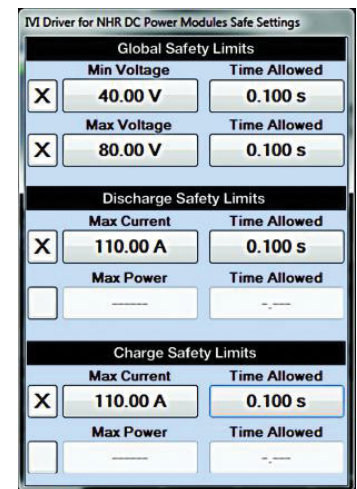 IVI Driver for NHR DC Power Modules Safe Settings
Global Safety Limits
Min Voltage Time Allowed
X 40.00 V 0.100 s
Max Voltage Time Allowed
X 80.00 V 0.100 s
Discharge Safety Limits
Max Current Time Allowed
X 110.00 A 0.100 s
Max Power Time Allowed
------ -.---
Charge Safety Limits
Max Current Time Allowed
X 110.00 A 0.100 s
Max Power Time Allowed
------ -.---